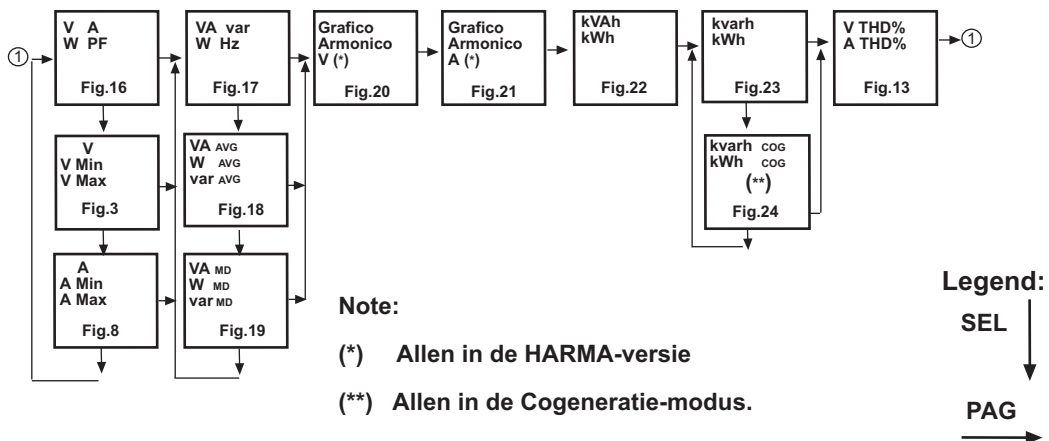 ①
V A
W PF
Fig.16
V
V Min
V Max
Fig.3
A
A Min
A Max
Fig.8
VA var
W Hz
Fig.17
VA AVG
W AVG
var AVG
Fig.18
VA MD
W MD
var MD
Fig.19
Grafico
Armonico
V (*)
Fig.20
Grafico
Armonico
A (*)
Fig.21
kVAh
kWh
Fig.22
kvarh
kWh
Fig.23
kvarh COG
kWh COG
(**)
Fig.24
V THD%
A THD%
Fig.13
①
Note:
(*) Allen in de HARMA-versie
(**) Allen in de Cogeneratie-modus.
Legend:
SEL
PAG